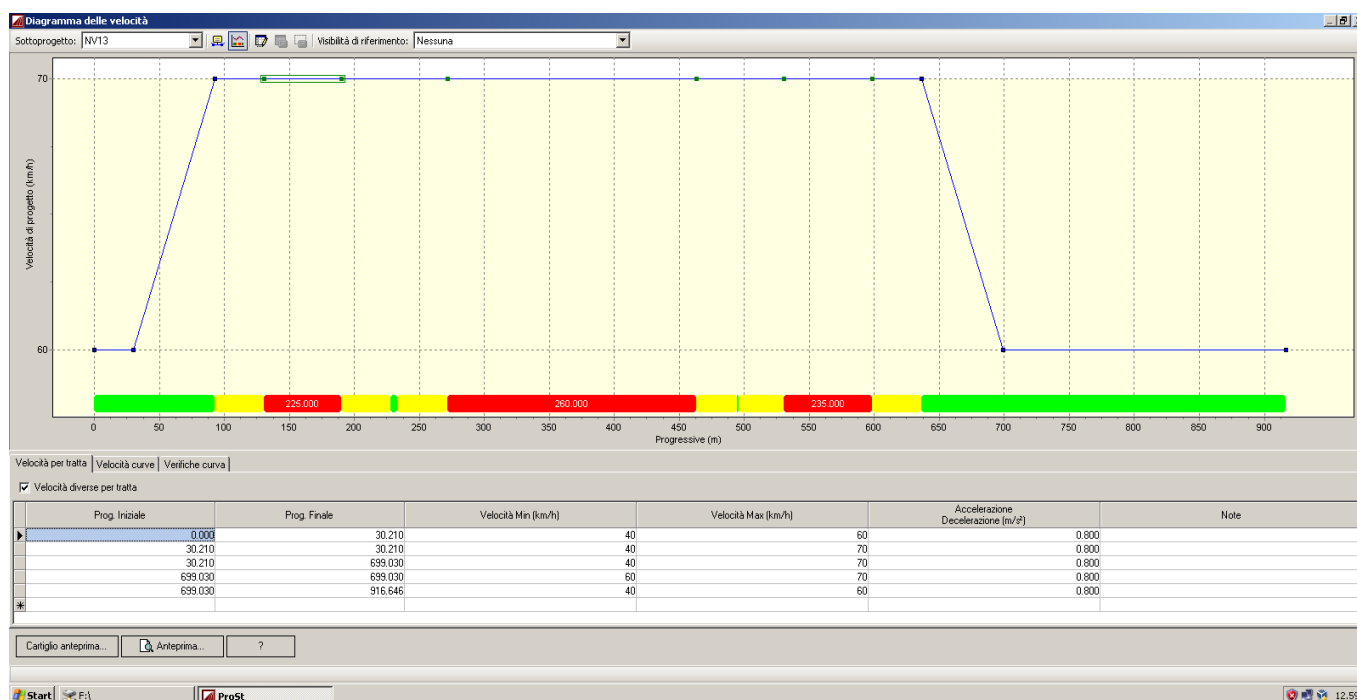 Diagramma delle velocità
Sottoprogetto: NV13 Visibilità di riferimento: Nessuna
70
Velocità di progetto (km/h)
60
225.000 260.000 235.000
0 50 100 150 200 250 300 350 400 450 500 550 600 650 700 750 800 850 900
Progressive (m)
Velocità per tratta Velocità curve Verifiche curva
Velocità diverse per tratta
Prog. Iniziale Prog. Finale Velocità Min (km/h) Velocità Max (km/h) Accelerazione Decelerazione (m/s²) Note
0.000 30.210 40 60 0.800
30.210 30.210 40 70 0.800
30.210 699.030 40 70 0.800
699.030 699.030 60 70 0.800
699.030 916.646 40 60 0.800
Cartiglio anteprima... Anteprima... ?
Start F:\ ProSt 12.59